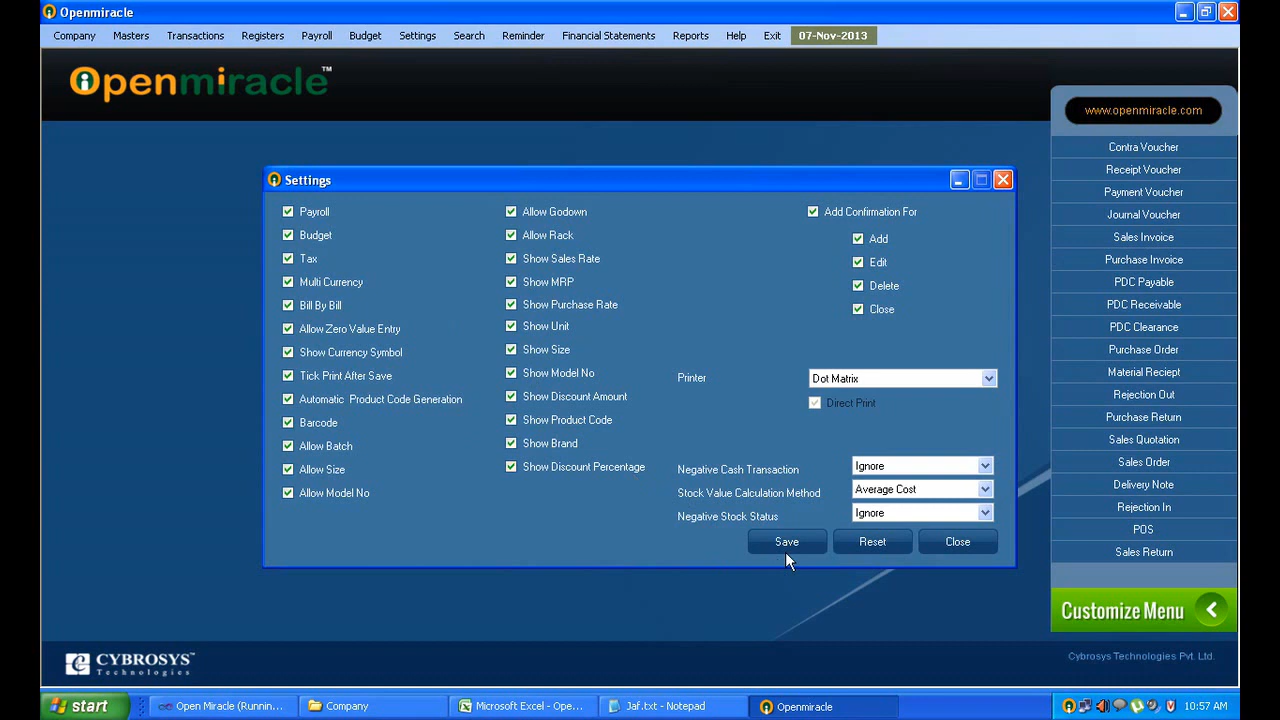 Openmiracle
Company Masters Transactions Registers Payroll Budget Settings Search Reminder Financial Statements Reports Help Exit 07-Nov-2013
Openmiracle™
www.openmiracle.com
Contra Voucher
Receipt Voucher
Payment Voucher
Journal Voucher
Sales Invoice
Purchase Invoice
PDC Payable
PDC Receivable
PDC Clearance
Purchase Order
Material Reciept
Rejection Out
Purchase Return
Sales Quotation
Sales Order
Delivery Note
Rejection In
POS
Sales Return
Customize Menu
Settings
Payroll
Budget
Tax
Multi Currency
Bill By Bill
Allow Zero Value Entry
Show Currency Symbol
Tick Print After Save
Automatic Product Code Generation
Barcode
Allow Batch
Allow Size
Allow Model No
Allow Godown
Allow Rack
Show Sales Rate
Show MRP
Show Purchase Rate
Show Unit
Show Size
Show Model No
Show Discount Amount
Show Product Code
Show Brand
Show Discount Percentage
Add Confirmation For
Add
Edit
Delete
Close
Printer Dot Matrix
Direct Print
Negative Cash Transaction Ignore
Stock Value Calculation Method Average Cost
Negative Stock Status Ignore
Save Reset Close
CYBROSYS
Technologies
Cybrosys Technologies Pvt. Ltd.
start Open Miracle (Runnin... Company Microsoft Excel - Ope... Jaf.txt - Notepad Openmiracle 10:57 AM